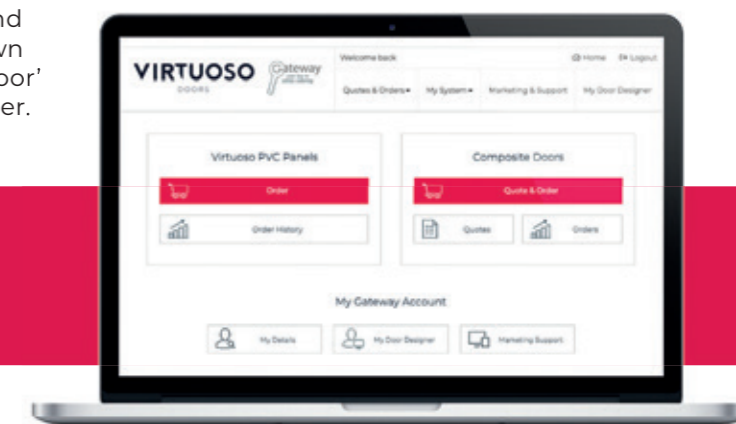 nd
wn
oor’
er.
VIRTUOSO
DOORS
Gateway
Welcome back
Home Logout
Quotes & Orders My System Marketing & Support My Door Designer
Virtuoso PVC Panels
Order
Order History
Composite Doors
Quote & Order
Quotes Orders
My Gateway Account
My Details My Door Designer Marketing Support